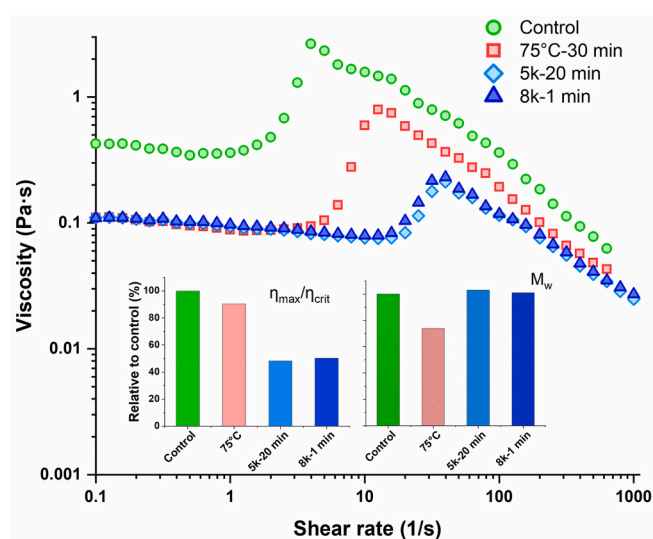 Control
75°C-30 min
5k-20 min
8k-1 min
Viscosity (Pa·s)
1
0.1
0.01
0.001
Relative to control (%)
100
80
60
40
20
0
ηmax/ηcrit
Control
75°C
5k-20 min
8k-1 min
Mw
Control
75°C
5k-20 min
8k-1 min
0.1
1
10
100
1000
Shear rate (1/s)